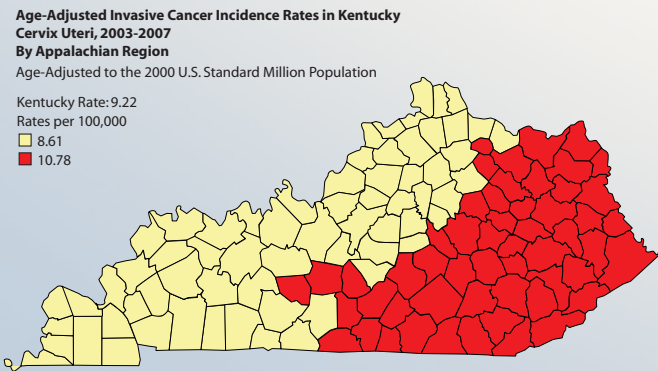 Age-Adjusted Invasive Cancer Incidence Rates in Kentucky
Cervix Uteri, 2003-2007
By Appalachian Region
Age-Adjusted to the 2000 U.S. Standard Million Population
Kentucky Rate: 9.22
Rates per 100,000
8.61
10.78